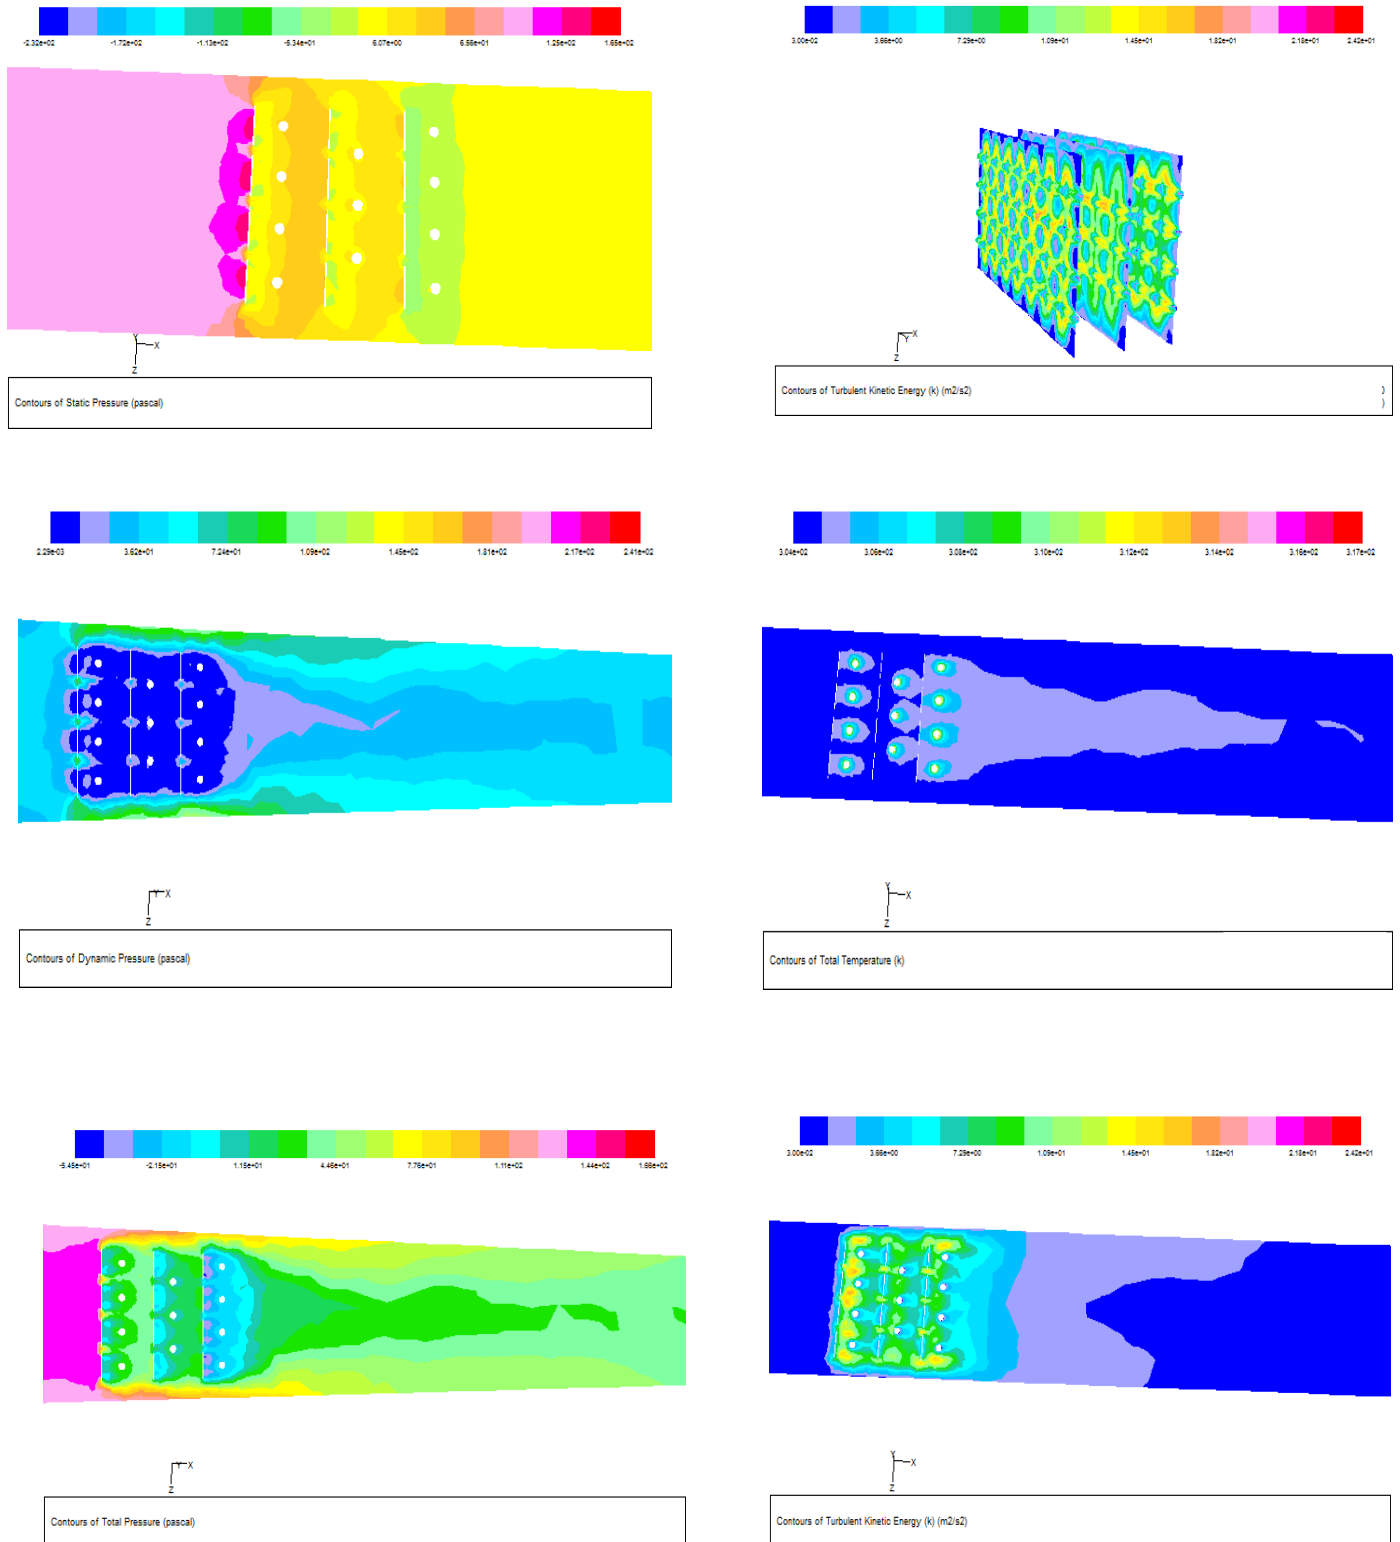 -2.32e+02 -1.72e+02 -1.13e+02 -5.34e+01 6.07e+00 6.56e+01 1.25e+02 1.65e+02
3.00e-02 3.66e+00 7.29e+00 1.09e+01 1.45e+01 1.82e+01 2.18e+01 2.42e+01
Y
X
Z
X
Y
Z
Contours of Static Pressure (pascal)
Contours of Turbulent Kinetic Energy (k) (m2/s2)
2.29e-03 3.62e+01 7.24e+01 1.09e+02 1.45e+02 1.81e+02 2.17e+02 2.41e+02
3.04e+02 3.06e+02 3.08e+02 3.10e+02 3.12e+02 3.14e+02 3.16e+02 3.17e+02
Y X
Z
Y
X
Z
Contours of Dynamic Pressure (pascal)
Contours of Total Temperature (k)
-5.45e+01 -2.15e+01 1.15e+01 4.46e+01 7.76e+01 1.11e+02 1.44e+02 1.66e+02
3.00e-02 3.66e+00 7.29e+00 1.09e+01 1.45e+01 1.82e+01 2.18e+01 2.42e+01
Y X
Z
Y
X
Z
Contours of Total Pressure (pascal)
Contours of Turbulent Kinetic Energy (k) (m2/s2)